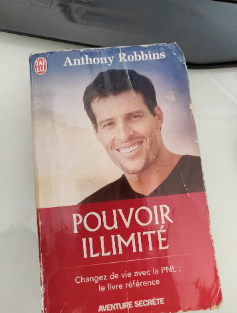 J'AI
LU
Anthony Robbins
POUVOIR
ILLIMITÉ
Changez de vie avec la PNL :
le livre référence
AVENTURE SECRÈTE